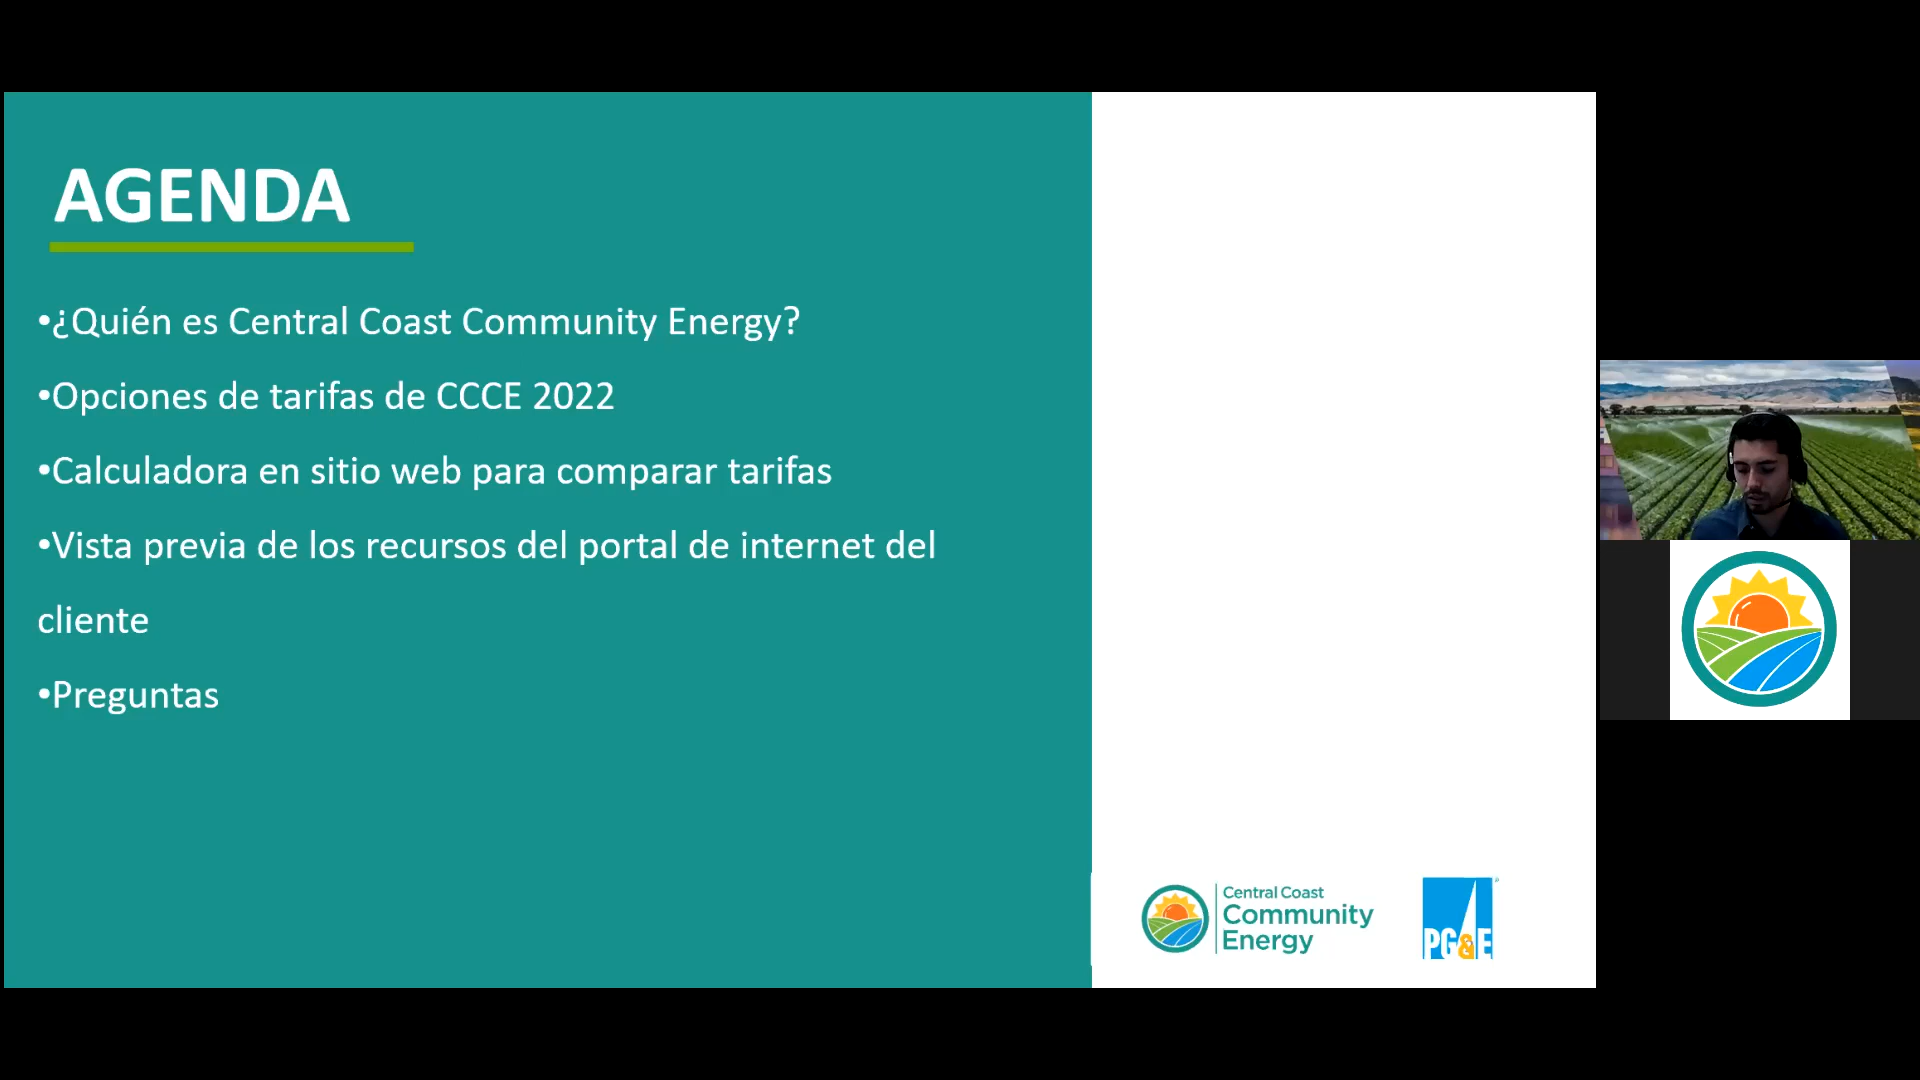 AGENDA
•¿Quién es Central Coast Community Energy?
•Opciones de tarifas de CCCE 2022
•Calculadora en sitio web para comparar tarifas
•Vista previa de los recursos del portal de internet del
cliente
•Preguntas
Central Coast
Community
Energy
PG&E